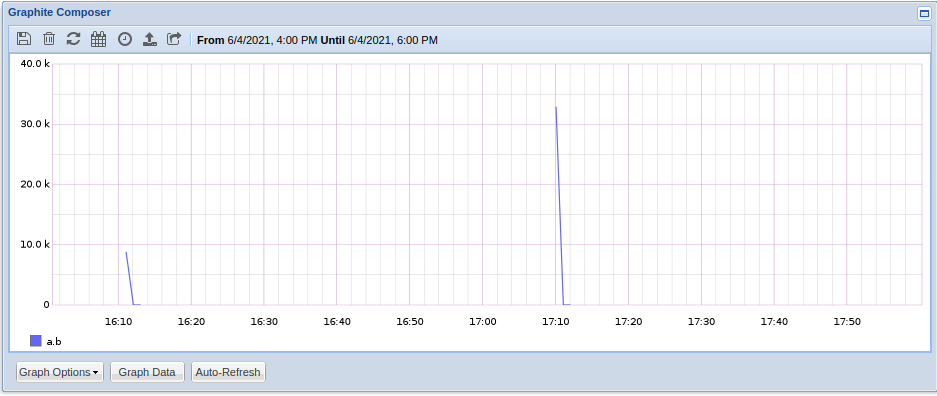 Graphite Composer
From 6/4/2021, 4:00 PM Until 6/4/2021, 6:00 PM
40.0 k
30.0 k
20.0 k
10.0 k
0
16:10 16:20 16:30 16:40 16:50 17:00 17:10 17:20 17:30 17:40 17:50
a.b
Graph Options Graph Data Auto-Refresh